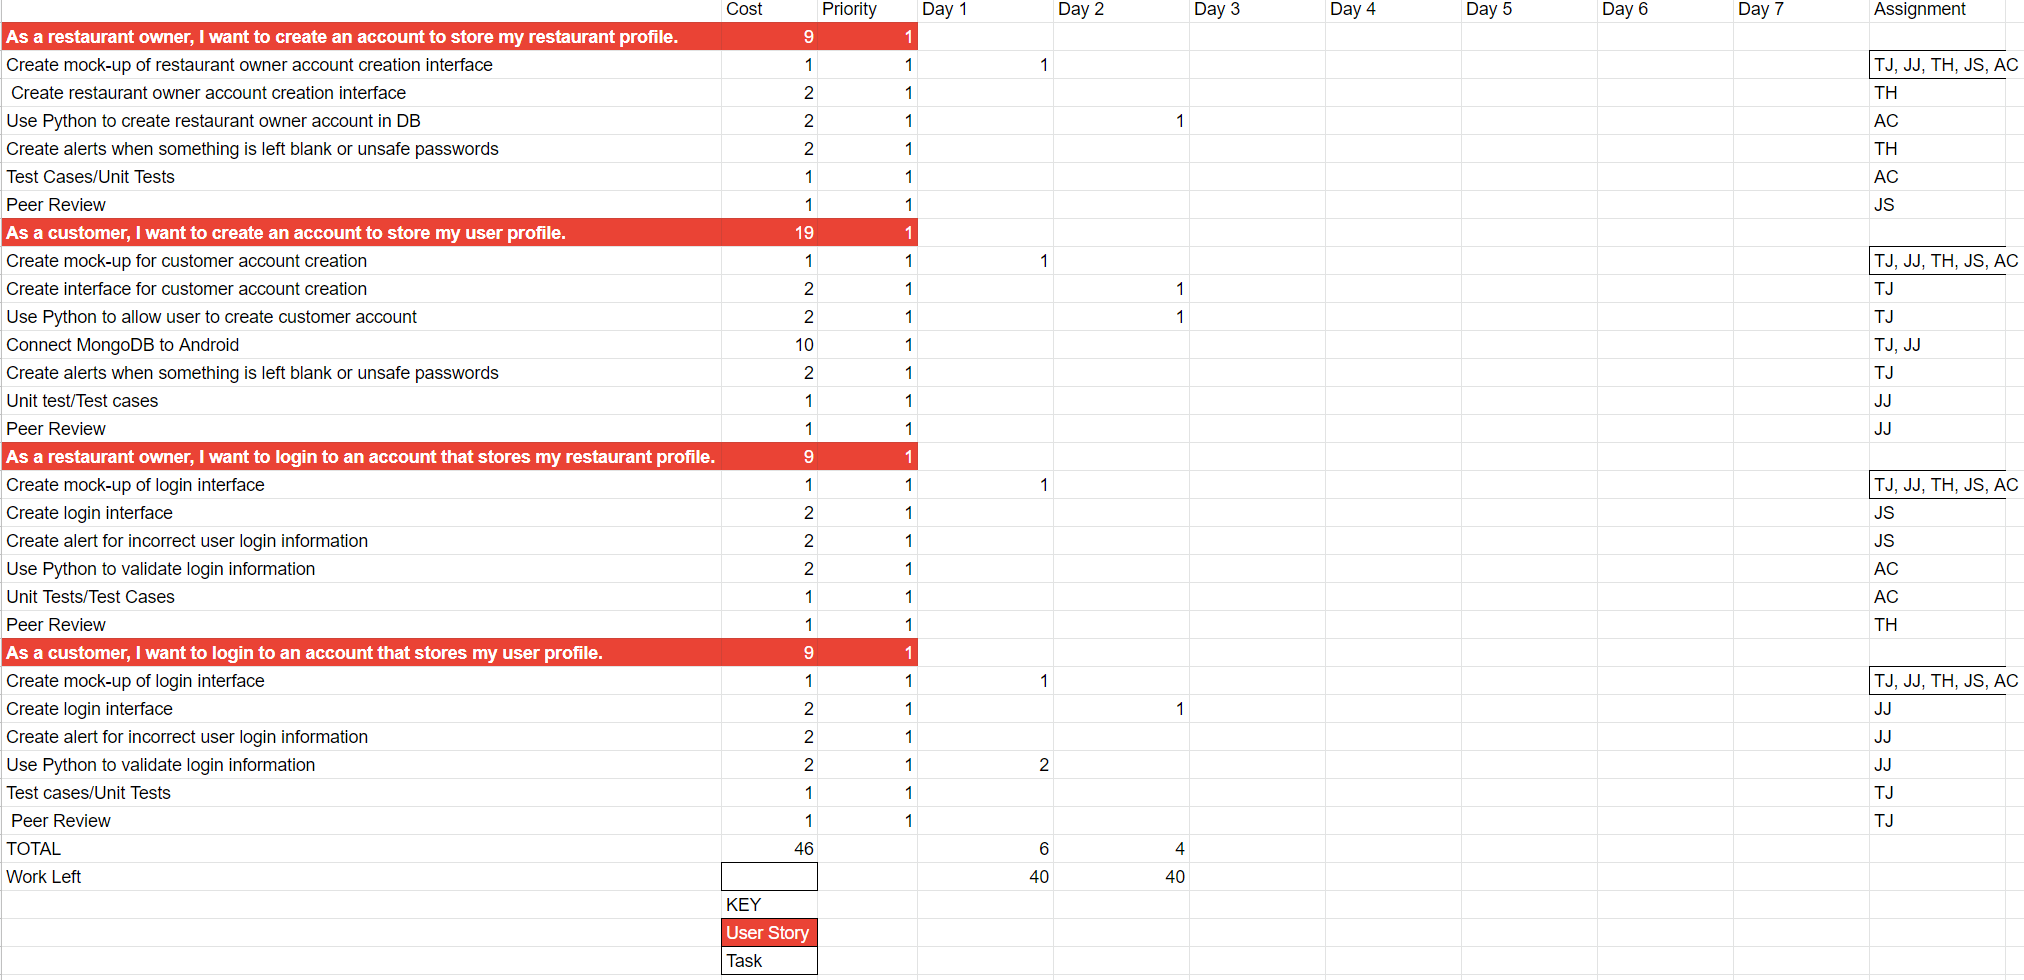 Cost Priority Day 1 Day 2 Day 3 Day 4 Day 5 Day 6 Day 7 Assignment
As a restaurant owner, I want to create an account to store my restaurant profile. 9 1
Create mock-up of restaurant owner account creation interface 1 1 1 TJ, JJ, TH, JS, AC
Create restaurant owner account creation interface 2 1 TH
Use Python to create restaurant owner account in DB 2 1 1 AC
Create alerts when something is left blank or unsafe passwords 2 1 TH
Test Cases/Unit Tests 1 1 AC
Peer Review 1 1 JS
As a customer, I want to create an account to store my user profile. 19 1
Create mock-up for customer account creation 1 1 1 TJ, JJ, TH, JS, AC
Create interface for customer account creation 2 1 1 TJ
Use Python to allow user to create customer account 2 1 1 TJ
Connect MongoDB to Android 10 1 TJ, JJ
Create alerts when something is left blank or unsafe passwords 2 1 TJ
Unit test/Test cases 1 1 JJ
Peer Review 1 1 JJ
As a restaurant owner, I want to login to an account that stores my restaurant profile. 9 1
Create mock-up of login interface 1 1 1 TJ, JJ, TH, JS, AC
Create login interface 2 1 JS
Create alert for incorrect user login information 2 1 JS
Use Python to validate login information 2 1 AC
Unit Tests/Test Cases 1 1 AC
Peer Review 1 1 TH
As a customer, I want to login to an account that stores my user profile. 9 1
Create mock-up of login interface 1 1 1 TJ, JJ, TH, JS, AC
Create login interface 2 1 1 JJ
Create alert for incorrect user login information 2 1 JJ
Use Python to validate login information 2 1 2 JJ
Test cases/Unit Tests 1 1 TJ
Peer Review 1 1 TJ
TOTAL 46 6 4
Work Left 40 40
KEY
User Story
Task